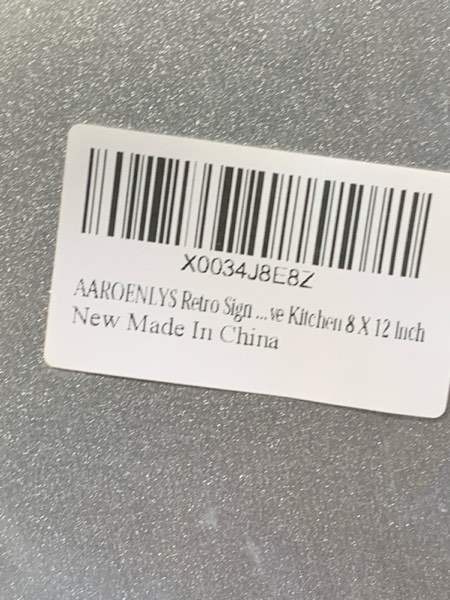 X0034J8E8Z
AAROENLYS Retro Sign ...ve Kitchen 8 X 12 Inch
New Made In China